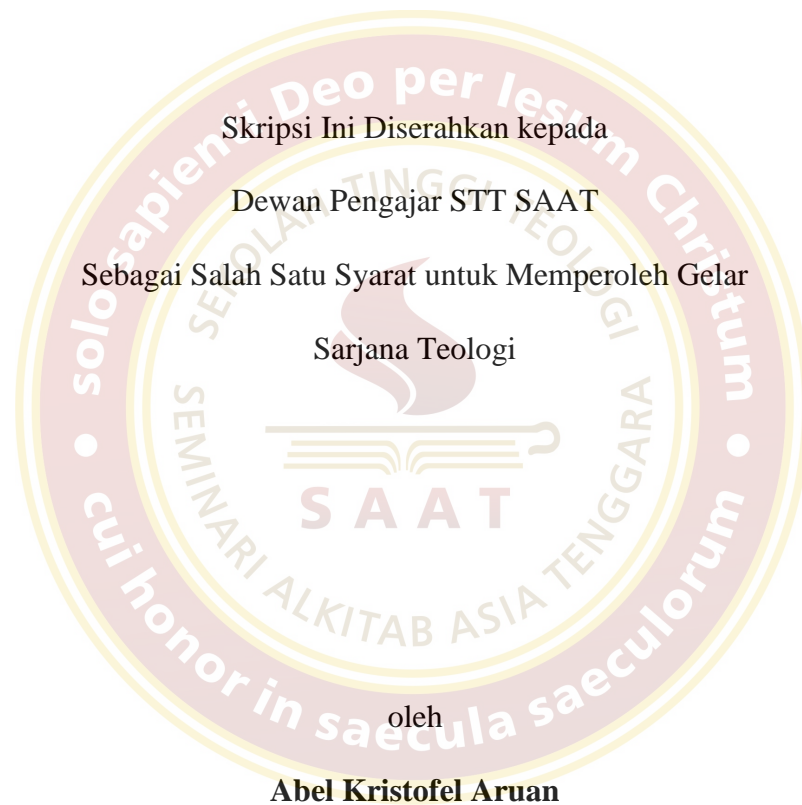 Skripsi Ini Diserahkan kepada
Dewan Pengajar STT SAAT
Sebagai Salah Satu Syarat untuk Memperoleh Gelar
Sarjana Teologi
oleh
Abel Kristofel Aruan
solo sapienti Deo per Iesum Christum
cui honor in saecula saeculorum
SEKOLAH TINGGI TEOLOGI
SEMINARI ALKITAB ASIA TENGGARA
SAAT